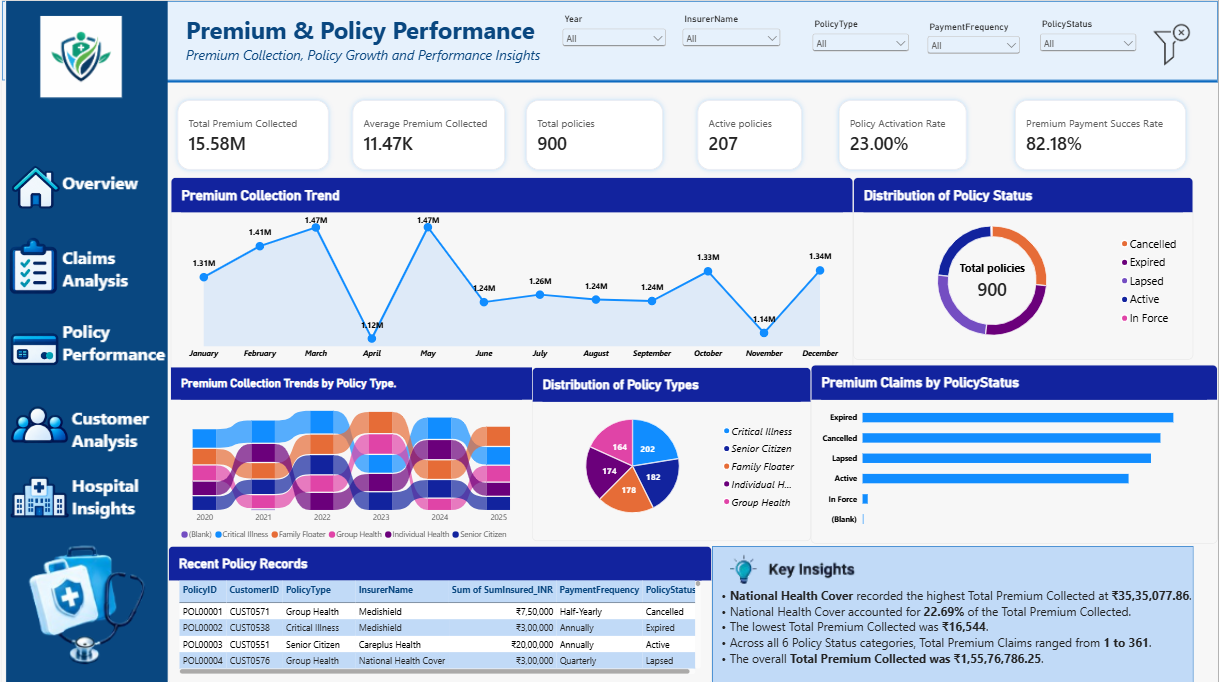 Premium & Policy Performance
Premium Collection, Policy Growth and Performance Insights
Year
All
InsurerName
All
PolicyType
All
PaymentFrequency
All
PolicyStatus
All
Overview
Claims
Analysis
Policy
Performance
Customer
Analysis
Hospital
Insights
Total Premium Collected
15.58M
Average Premium Collected
11.47K
Total policies
900
Active policies
207
Policy Activation Rate
23.00%
Premium Payment Succes Rate
82.18%
Premium Collection Trend
1.31M
1.41M
1.47M
1.12M
1.47M
1.24M
1.26M
1.24M
1.24M
1.33M
1.14M
1.34M
January February March April May June July August September October November December
Distribution of Policy Status
Total policies
900
Cancelled
Expired
Lapsed
Active
In Force
Premium Collection Trends by Policy Type.
2020 2021 2022 2023 2024 2025
(Blank) Critical Illness Family Floater Group Health Individual Health Senior Citizen
Distribution of Policy Types
202
182
178
174
164
Critical Illness
Senior Citizen
Family Floater
Individual H...
Group Health
Premium Claims by PolicyStatus
Expired
Cancelled
Lapsed
Active
In Force
(Blank)
Recent Policy Records
PolicyID CustomerID PolicyType InsurerName Sum of SumInsured_INR PaymentFrequency PolicyStatus
POL00001 CUST0571 Group Health Medishield ₹7,50,000 Half-Yearly Cancelled
POL00002 CUST0538 Critical Illness Medishield ₹3,00,000 Annually Expired
POL00003 CUST0551 Senior Citizen Careplus Health ₹20,00,000 Annually Active
POL00004 CUST0576 Group Health National Health Cover ₹3,00,000 Quarterly Lapsed
Key Insights
• National Health Cover recorded the highest Total Premium Collected at ₹35,35,077.86.
• National Health Cover accounted for 22.69% of the Total Premium Collected.
• The lowest Total Premium Collected was ₹16,544.
• Across all 6 Policy Status categories, Total Premium Claims ranged from 1 to 361.
• The overall Total Premium Collected was ₹1,55,76,786.25.